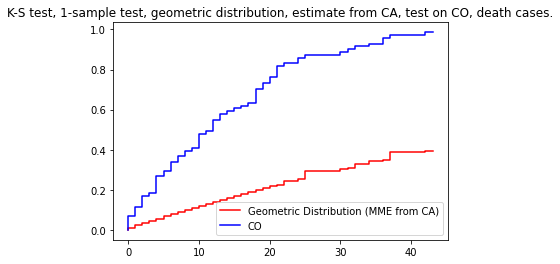 K-S test, 1-sample test, geometric distribution, estimate from CA, test on CO, death cases.
1.0
0.8
0.6
0.4
0.2
0.0
Geometric Distribution (MME from CA)
CO
0 10 20 30 40